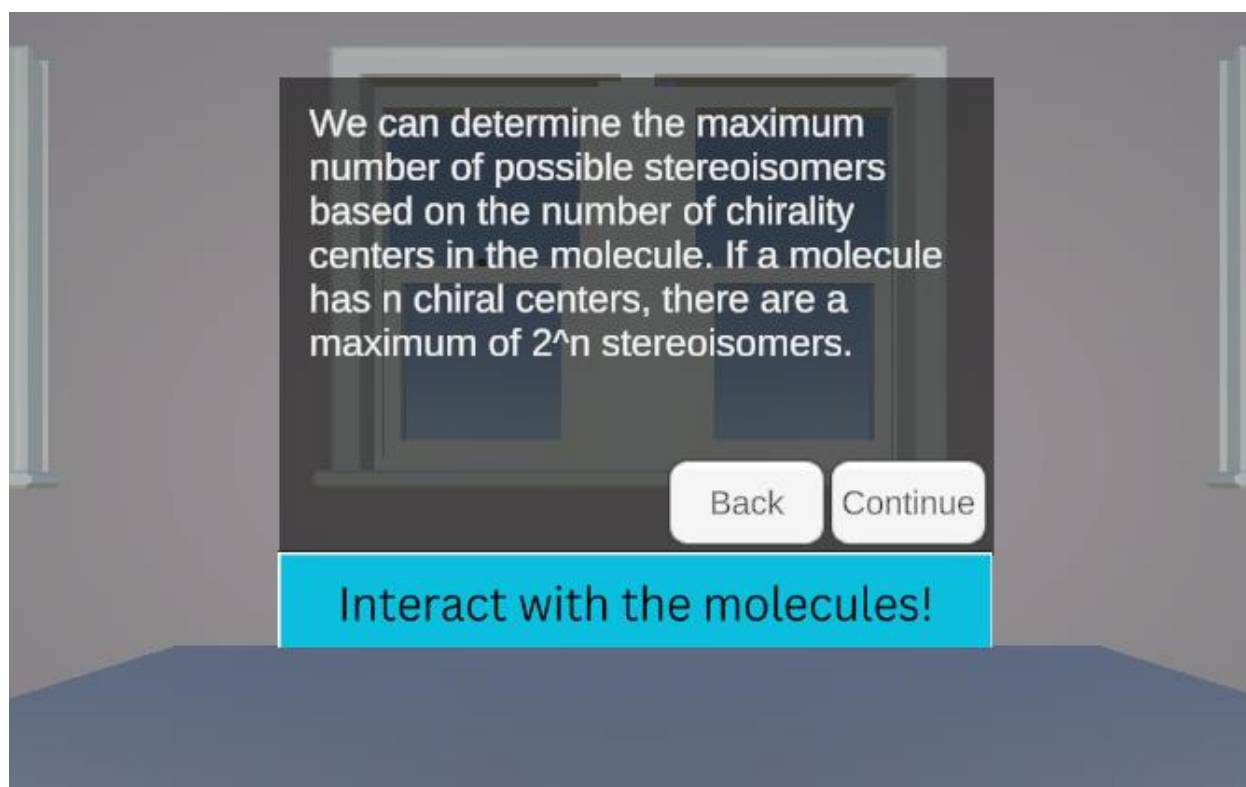 We can determine the maximum
number of possible stereoisomers
based on the number of chirality
centers in the molecule. If a molecule
has n chiral centers, there are a
maximum of 2^n stereoisomers.
Back
Continue
Interact with the molecules!